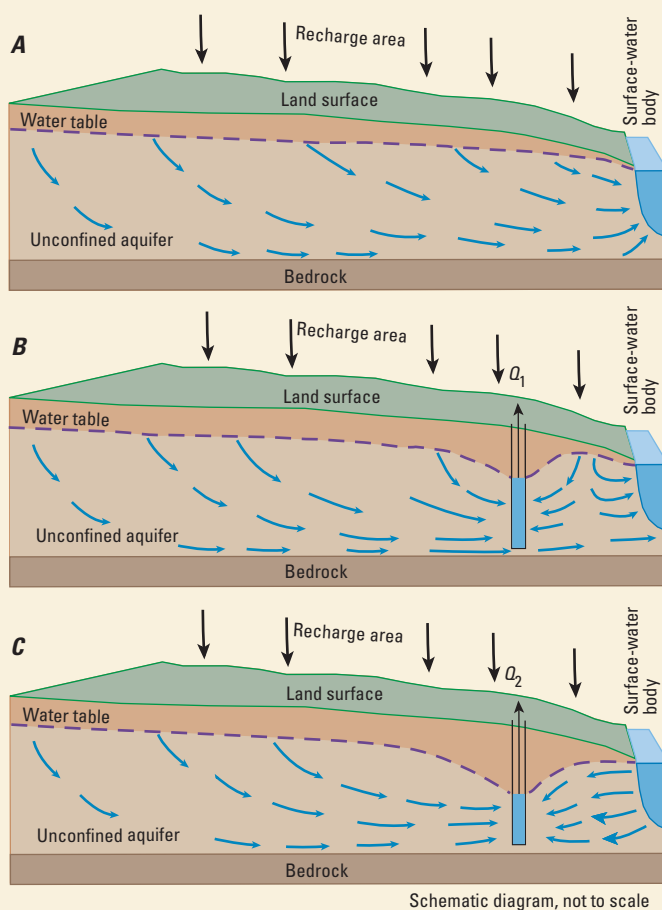 A
Recharge area
Surface-water
body
Land surface
Water table
Unconfined aquifer
Bedrock
B
Recharge area
Surface-water
body
Q1
Land surface
Water table
Unconfined aquifer
Bedrock
C
Recharge area
Surface-water
body
Q2
Land surface
Water table
Unconfined aquifer
Bedrock
Schematic diagram, not to scale